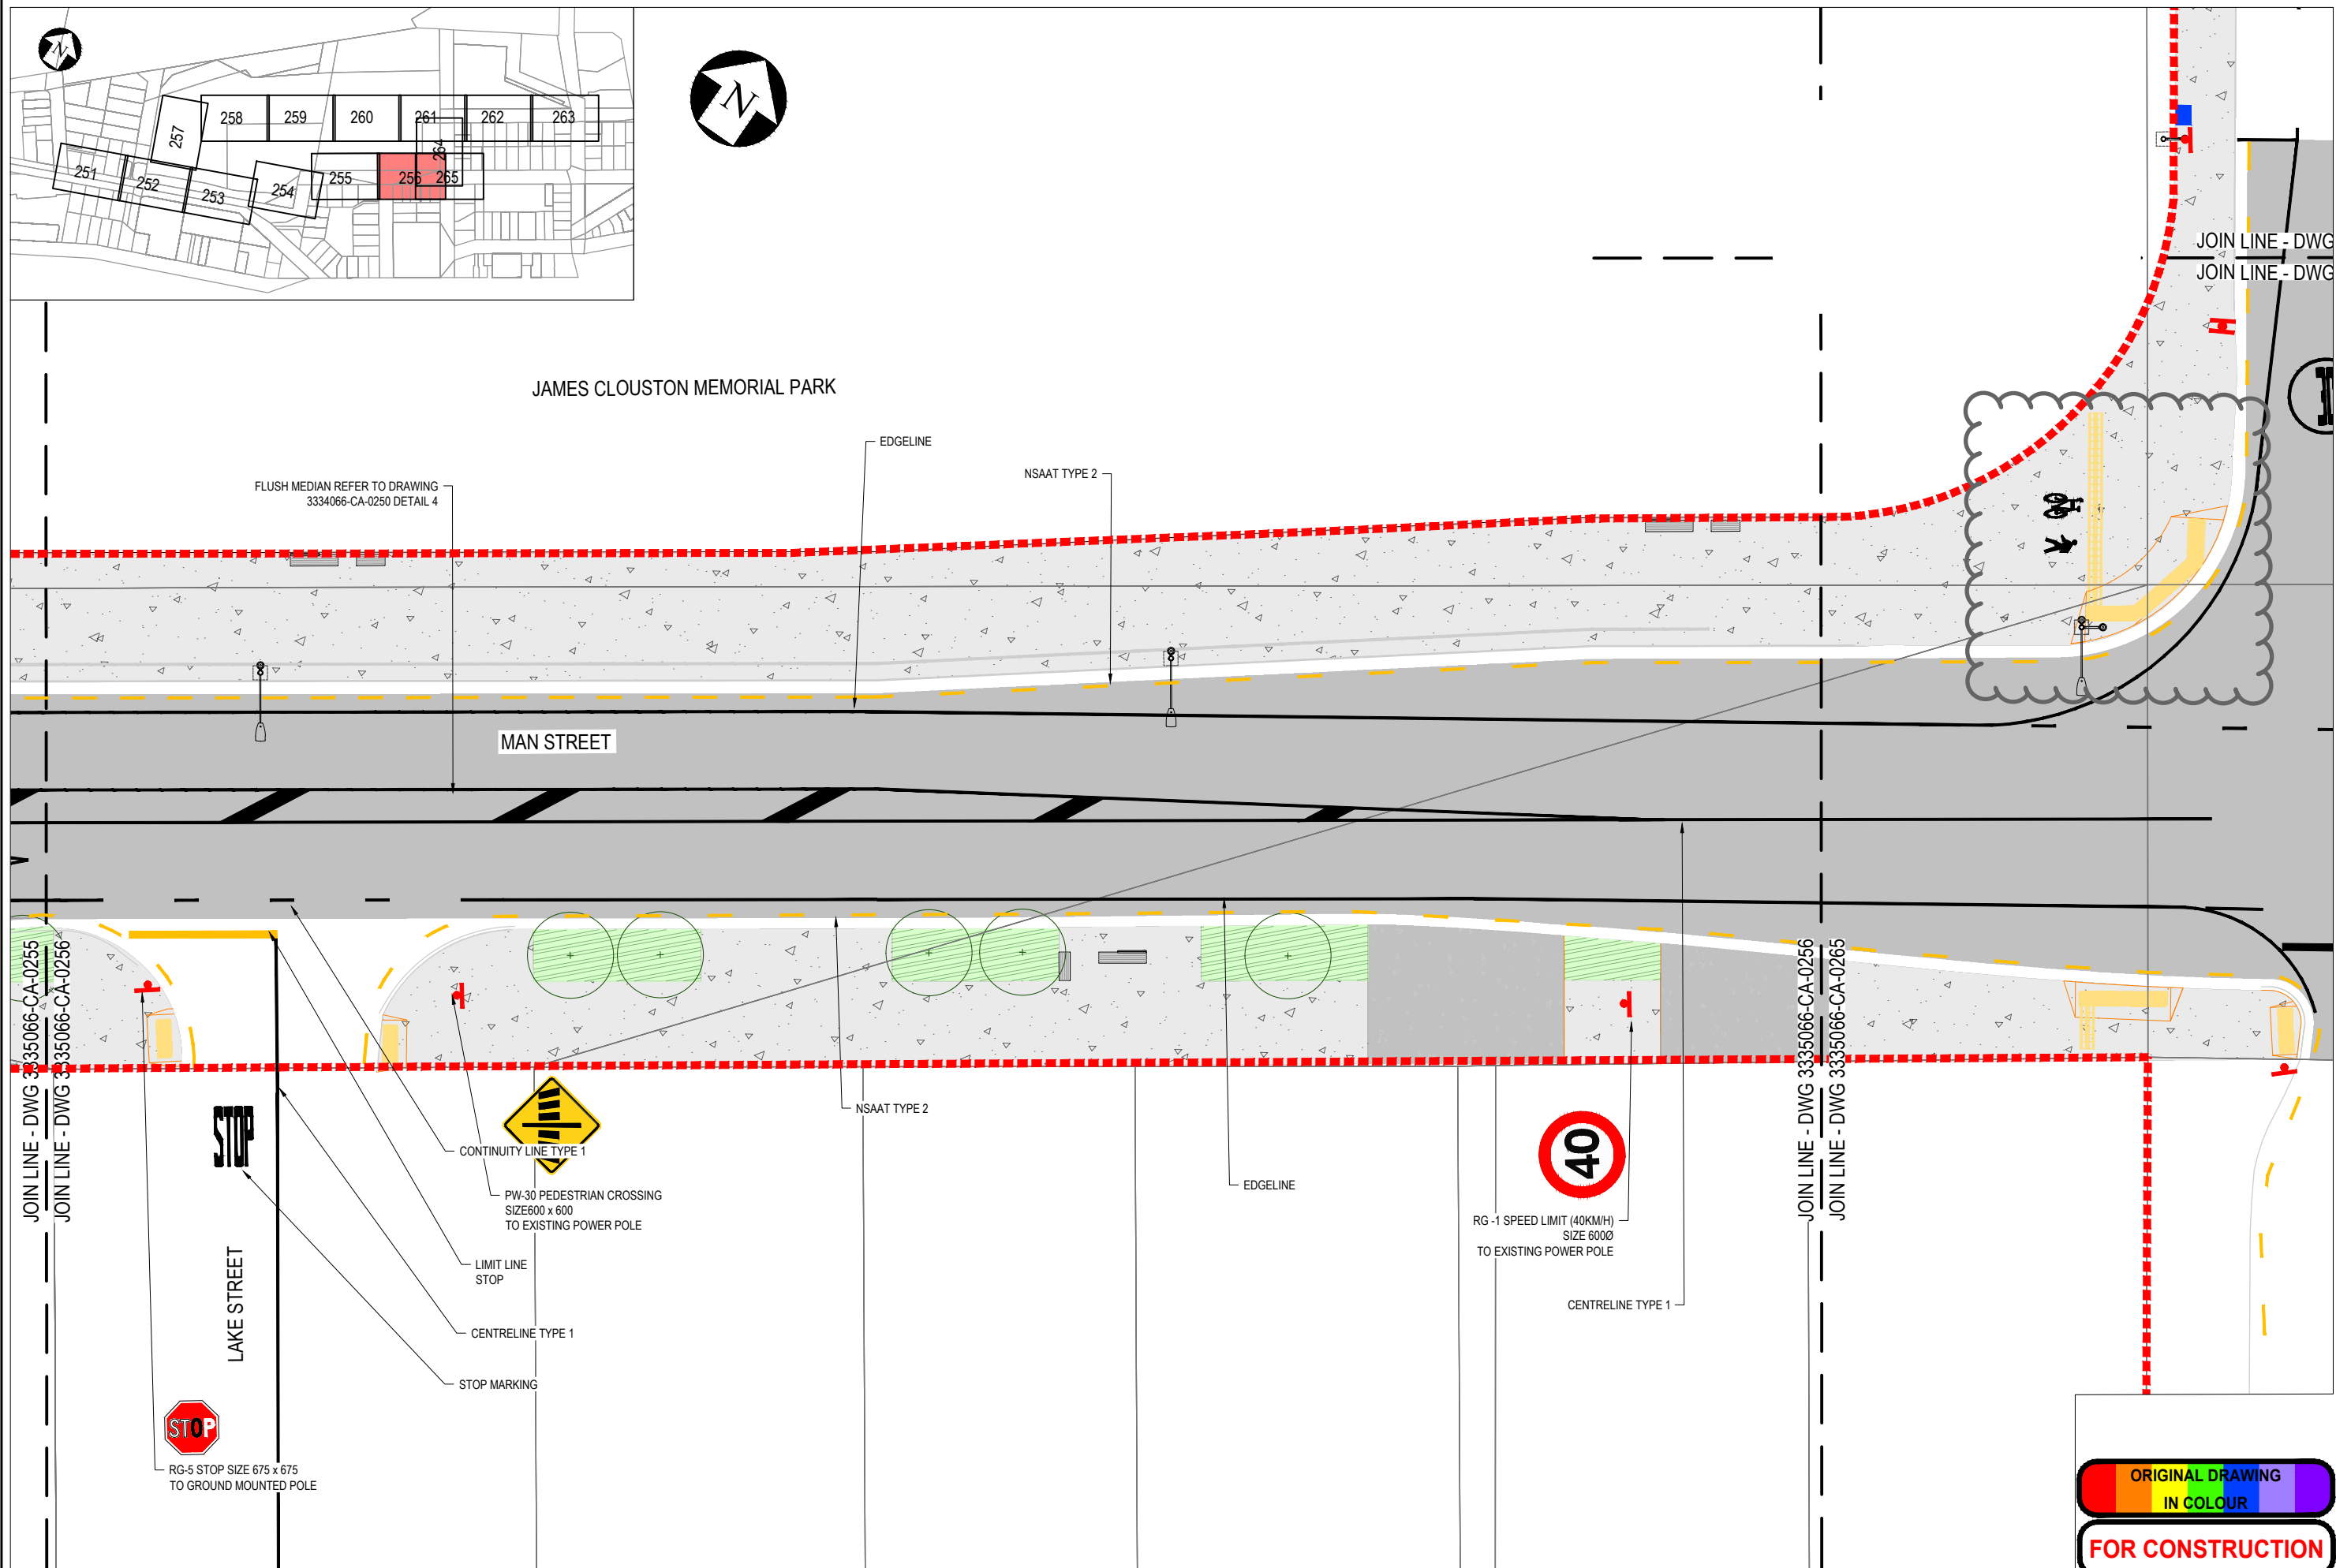 N
258
259
260
261
262
263
257
264
251
252
253
254
255
256
265
N
JOIN LINE - DWG
JOIN LINE - DWG
JAMES CLOUSTON MEMORIAL PARK
EDGELINE
NSAAT TYPE 2
FLUSH MEDIAN REFER TO DRAWING
3334066-CA-0250 DETAIL 4
MAN STREET
JOIN LINE - DWG 3335066-CA-0255
JOIN LINE - DWG 3335066-CA-0256
JOIN LINE - DWG 3335066-CA-0256
JOIN LINE - DWG 3335066-CA-0265
NSAAT TYPE 2
STOP
CONTINUITY LINE TYPE 1
PW-30 PEDESTRIAN CROSSING
SIZE600 x 600
TO EXISTING POWER POLE
EDGELINE
40
RG -1 SPEED LIMIT (40KM/H)
SIZE 600Ø
TO EXISTING POWER POLE
LIMIT LINE
STOP
LAKE STREET
CENTRELINE TYPE 1
CENTRELINE TYPE 1
STOP MARKING
STOP
RG-5 STOP SIZE 675 x 675
TO GROUND MOUNTED POLE
ORIGINAL DRAWING
IN COLOUR
FOR CONSTRUCTION